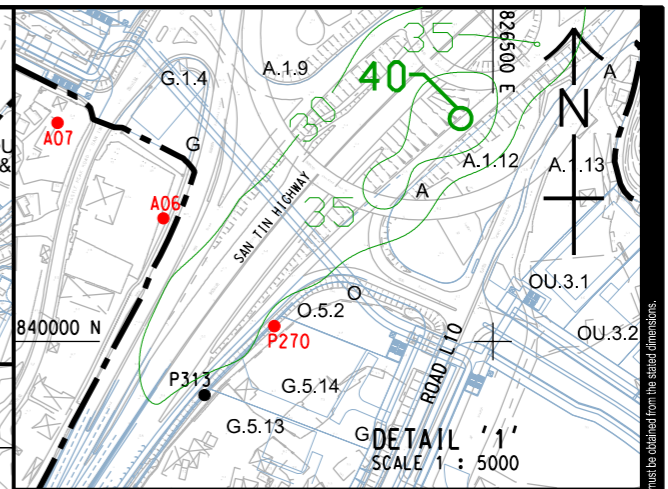 35
826500 E
A.1.9
G.1.4
40
A
N
A07
30
G
A.1.12
A.1.13
&
A06
35
A
SAN TIN HIGHWAY
OU.3.1
O
O.5.2
840000 N
P270
OU.3.2
ROAD L10
P313
G.5.14
G.5.13
G
DETAIL '1'
SCALE 1 : 5000
must be obtained from the stated dimensions.